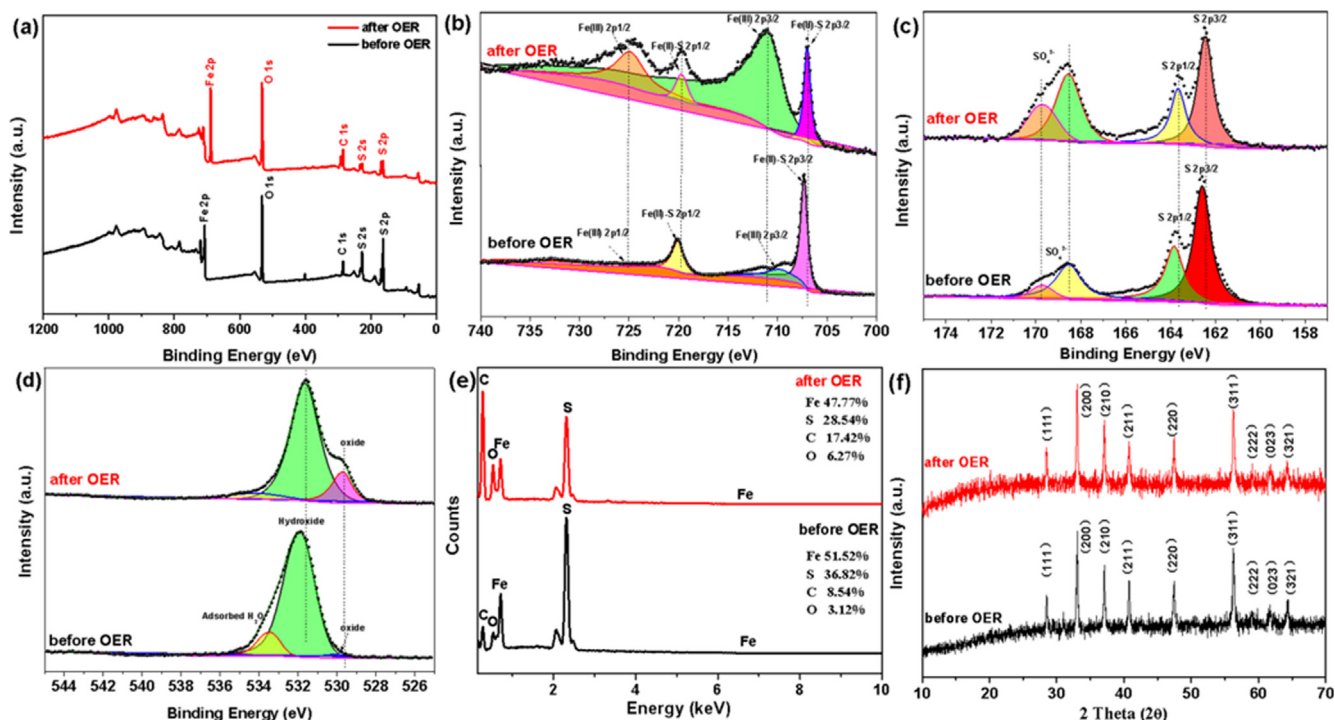 (a)
after OER
before OER
Fe 2p
O 1s
C 1s
S 2s
S 2p
Fe2p
O1s
C 1s
S 2s
S 2p
Intensity (a.u.)
1200 1000 800 600 400 200 0
Binding Energy (eV)
(b)
Fe(III) 2p1/2
Fe(II)-S 2p1/2
Fe(III) 2p3/2
Fe(II)-S 2p3/2
after OER
Fe(II)-S 2p3/2
Fe(II)-S 2p1/2
Fe(III) 2p1/2
Fe(III) 2p3/2
before OER
Intensity (a.u.)
740 735 730 725 720 715 710 705 700
Binding Energy (eV)
(c)
S 2p3/2
S 2p1/2
after OER
S 2p3/2
S 2p1/2
before OER
Intensity (a.u.)
174 172 170 168 166 164 162 160 158
Binding Energy (eV)
(d)
after OER
oxide
Hydroxide
Adsorbed H2O
before OER
oxide
Intensity (a.u.)
544 542 540 538 536 534 532 530 528 526
Binding Energy (eV)
(e)
C
O
Fe
S
after OER
Fe 47.77%
S 28.54%
C 17.42%
O 6.27%
Fe
C
O
Fe
S
before OER
Fe 51.52%
S 36.82%
C 8.54%
O 3.12%
Fe
Counts
2 4 6 8 10
Energy (keV)
(f)
(111)
(200)
(210)
(211)
(220)
(311)
(222)
(023)
(321)
after OER
(111)
(200)
(210)
(211)
(220)
(311)
(222)
(023)
(321)
before OER
Intensity (a.u.)
10 20 30 40 50 60 70
2 Theta (2θ)